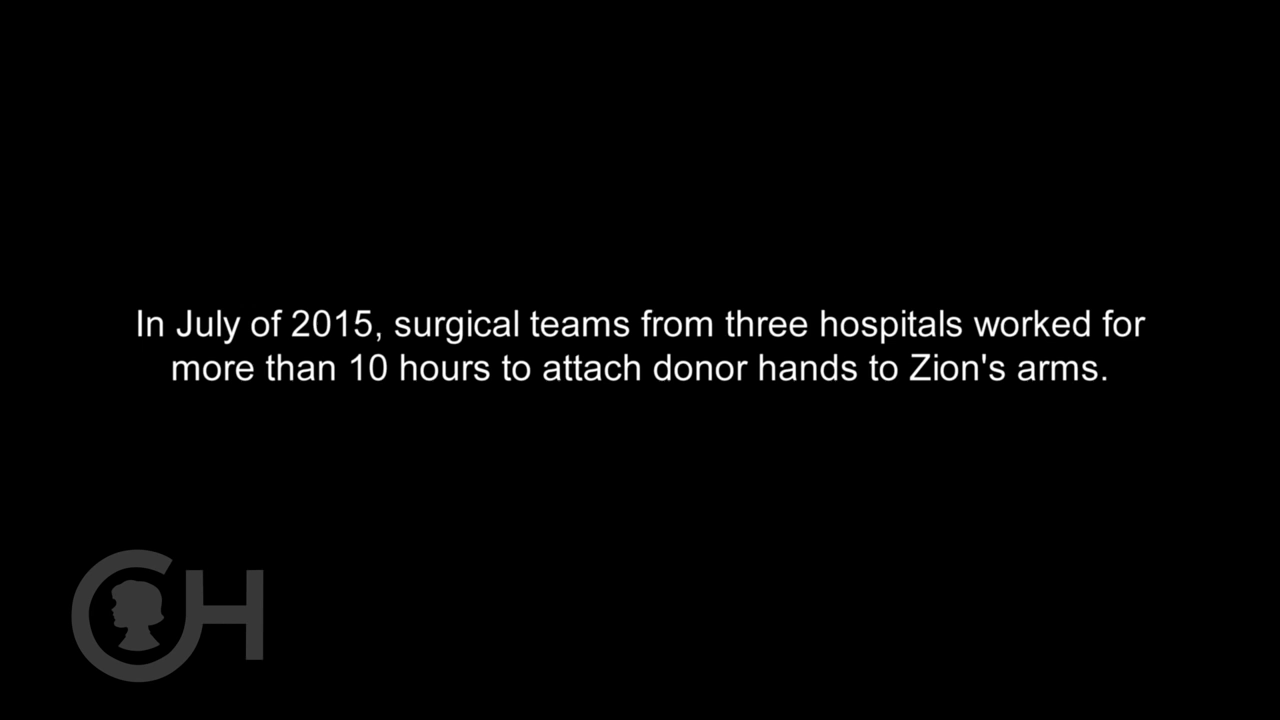 In July of 2015, surgical teams from three hospitals worked for
more than 10 hours to attach donor hands to Zion's arms.
CH